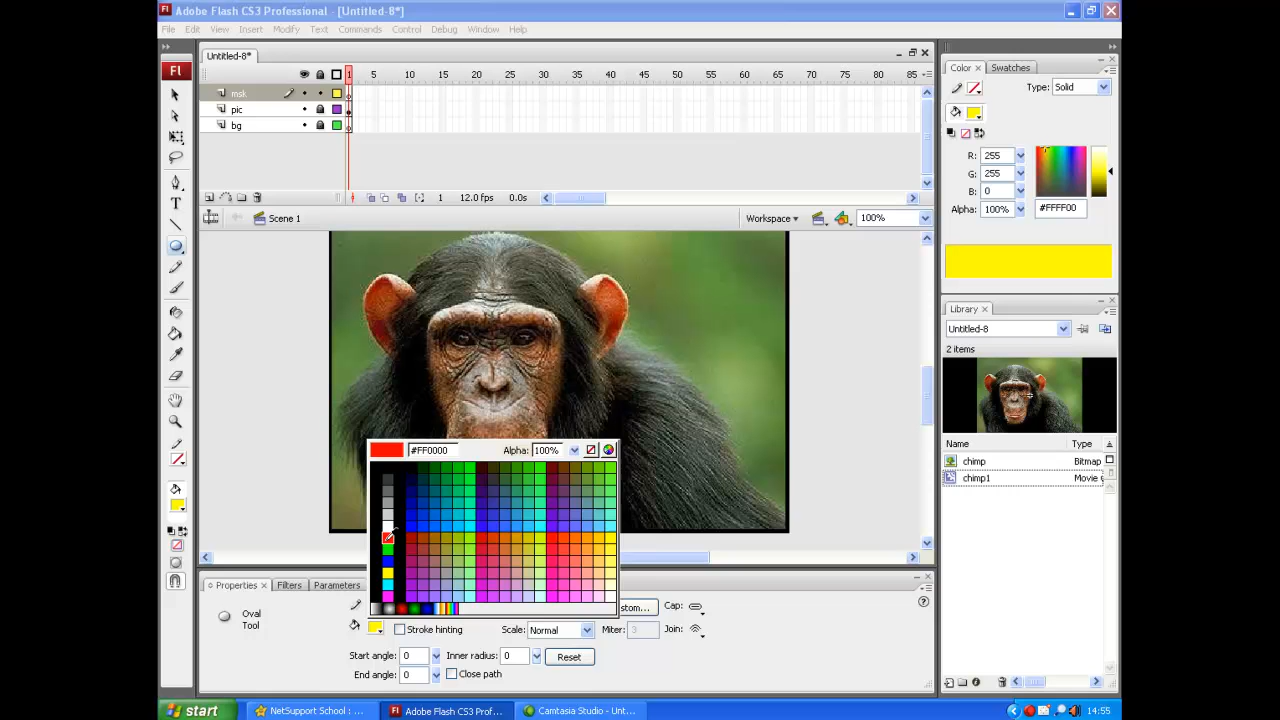 Adobe Flash CS3 Professional - [Untitled-8*]
File Edit View Insert Modify Text Commands Control Debug Window Help
Untitled-8*
1 5 10 15 20 25 30 35 40 45 50 55 60 65 70 75 80 85
msk
pic
bg
1 12.0 fps 0.0s
Scene 1 Workspace 100%
Fl
Color Swatches
Type: Solid
R: 255
G: 255
B: 0
Alpha: 100% #FFFF00
Library
Untitled-8
2 items
Name Type
chimp Bitmap
chimp1 Movie
#FF0000 Alpha: 100%
Properties Filters Parameters
Oval
Tool
stom... Cap:
Stroke hinting Scale: Normal Miter: 3 Join:
Start angle: 0 Inner radius: 0 Reset
End angle: 0 Close path
start NetSupport School : ... Adobe Flash CS3 Prof... Camtasia Studio - Unt... 14:55